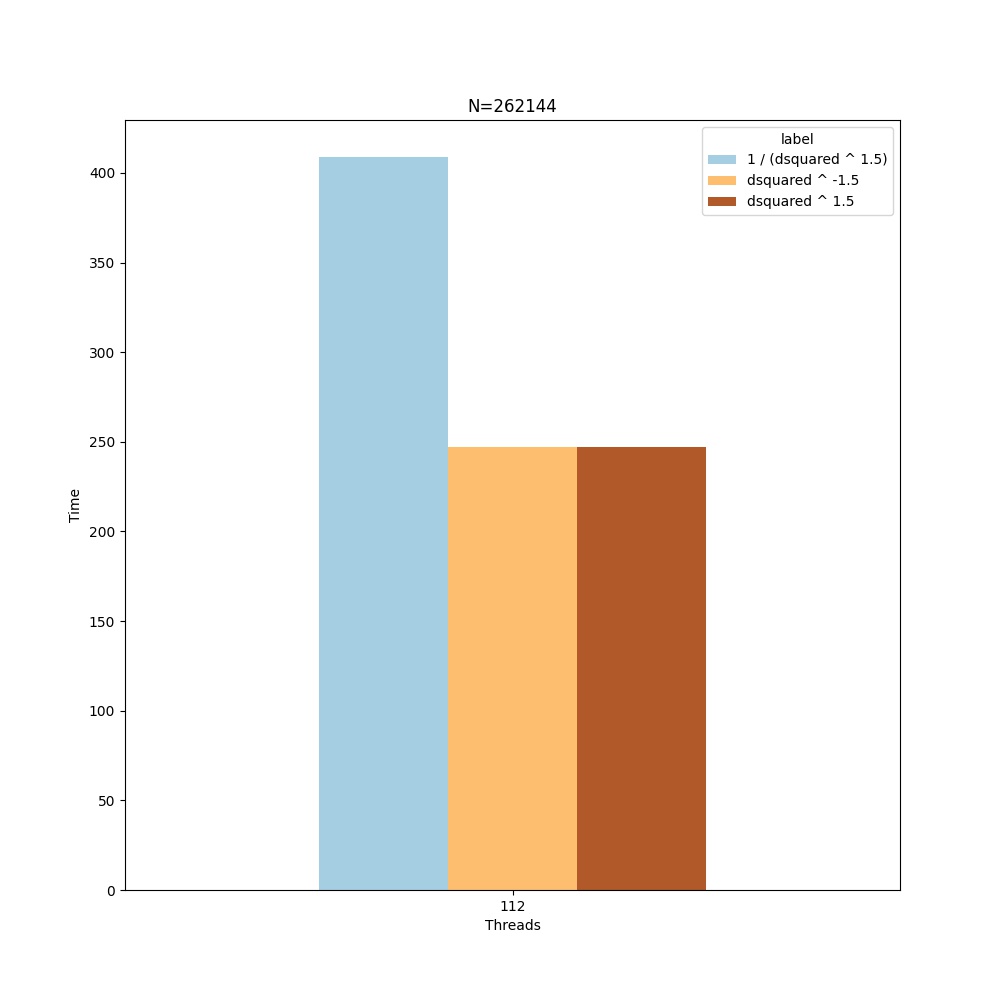 N=262144
label
1 / (dsquared ^ 1.5)
dsquared ^ -1.5
dsquared ^ 1.5
400
350
300
250
200
150
100
50
0
Time
112
Threads